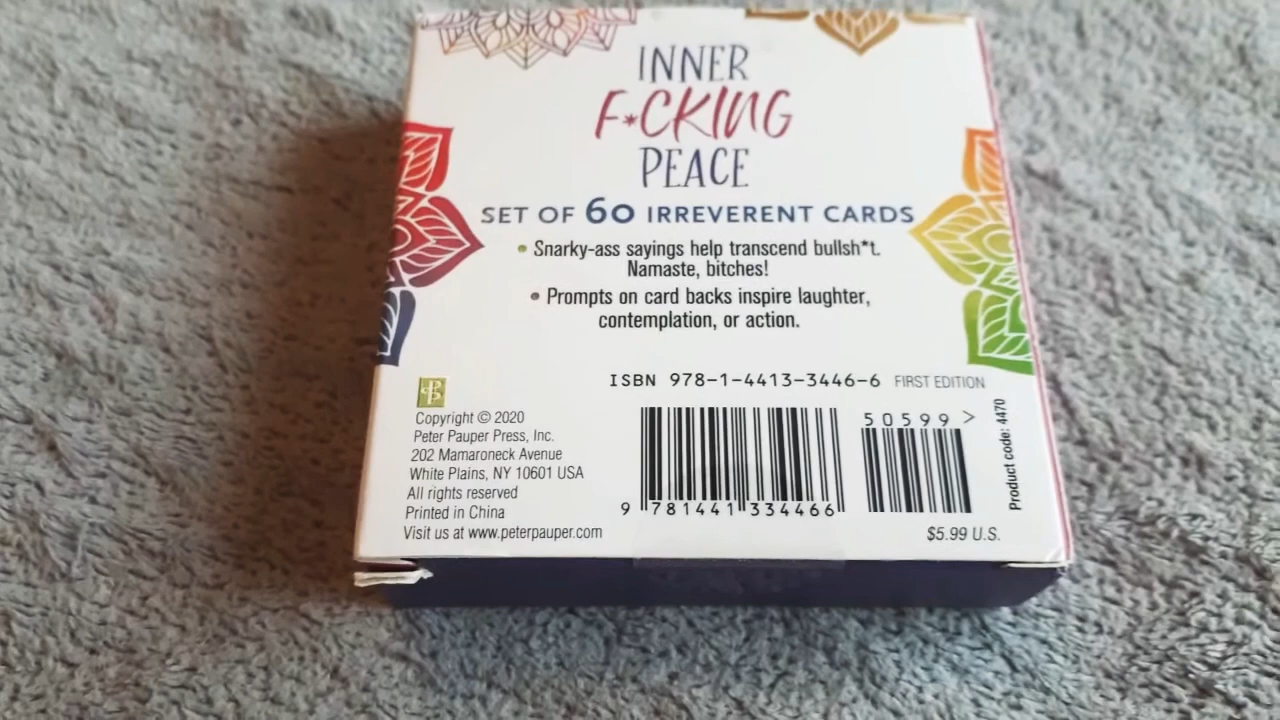 INNER
F*CKING
PEACE
SET OF 60 IRREVERENT CARDS
• Snarky-ass sayings help transcend bullsh*t.
Namaste, bitches!
• Prompts on card backs inspire laughter,
contemplation, or action.
ISBN 978-1-4413-3446-6 FIRST EDITION
Copyright © 2020
Peter Pauper Press, Inc.
202 Mamaroneck Avenue
White Plains, NY 10601 USA
All rights reserved
Printed in China
Visit us at www.peterpauper.com
9 781441 334466
50599 >
Product code: 4470
$5.99 U.S.